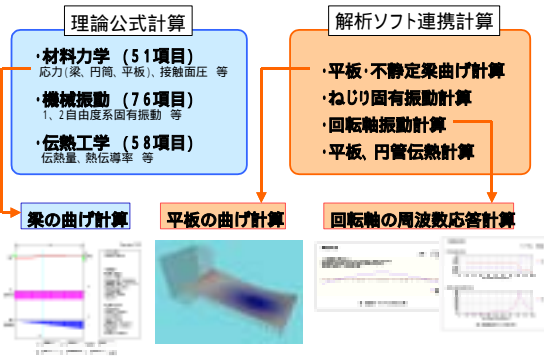 理論公式計算
・材料力学 (51項目)
応力(梁、円筒、平板)、接触面圧 等
・機械振動 (76項目)
1、2自由度系固有振動 等
・伝熱工学 (58項目)
伝熱量、熱伝導率 等
解析ソフト連携計算
・平板・不静定梁曲げ計算
・ねじり固有振動計算
・回転軸振動計算
・平板、円管伝熱計算
梁の曲げ計算
平板の曲げ計算
回転軸の周波数応答計算